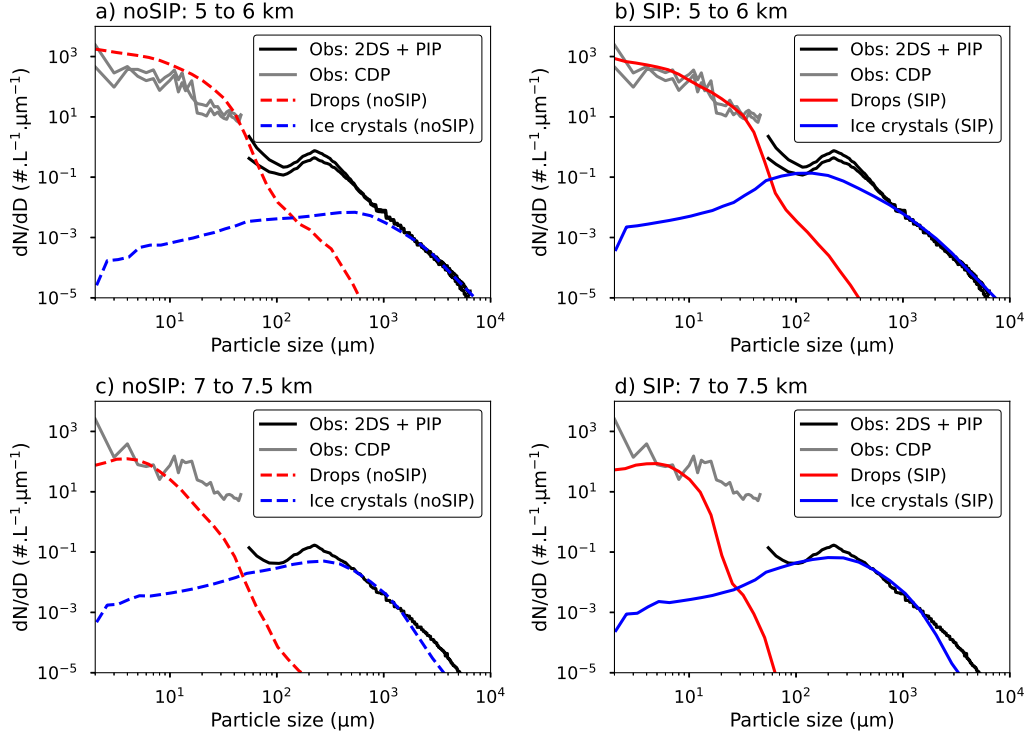 a) noSIP: 5 to 6 km
dN/dD (#.L⁻¹.µm⁻¹)
10³
10¹
10⁻¹
10⁻³
10⁻⁵
Obs: 2DS + PIP
Obs: CDP
Drops (noSIP)
Ice crystals (noSIP)
10¹
10²
10³
10⁴
Particle size (µm)
b) SIP: 5 to 6 km
dN/dD (#.L⁻¹.µm⁻¹)
10³
10¹
10⁻¹
10⁻³
10⁻⁵
Obs: 2DS + PIP
Obs: CDP
Drops (SIP)
Ice crystals (SIP)
10¹
10²
10³
10⁴
Particle size (µm)
c) noSIP: 7 to 7.5 km
dN/dD (#.L⁻¹.µm⁻¹)
10³
10¹
10⁻¹
10⁻³
10⁻⁵
Obs: 2DS + PIP
Obs: CDP
Drops (noSIP)
Ice crystals (noSIP)
10¹
10²
10³
10⁴
Particle size (µm)
d) SIP: 7 to 7.5 km
dN/dD (#.L⁻¹.µm⁻¹)
10³
10¹
10⁻¹
10⁻³
10⁻⁵
Obs: 2DS + PIP
Obs: CDP
Drops (SIP)
Ice crystals (SIP)
10¹
10²
10³
10⁴
Particle size (µm)